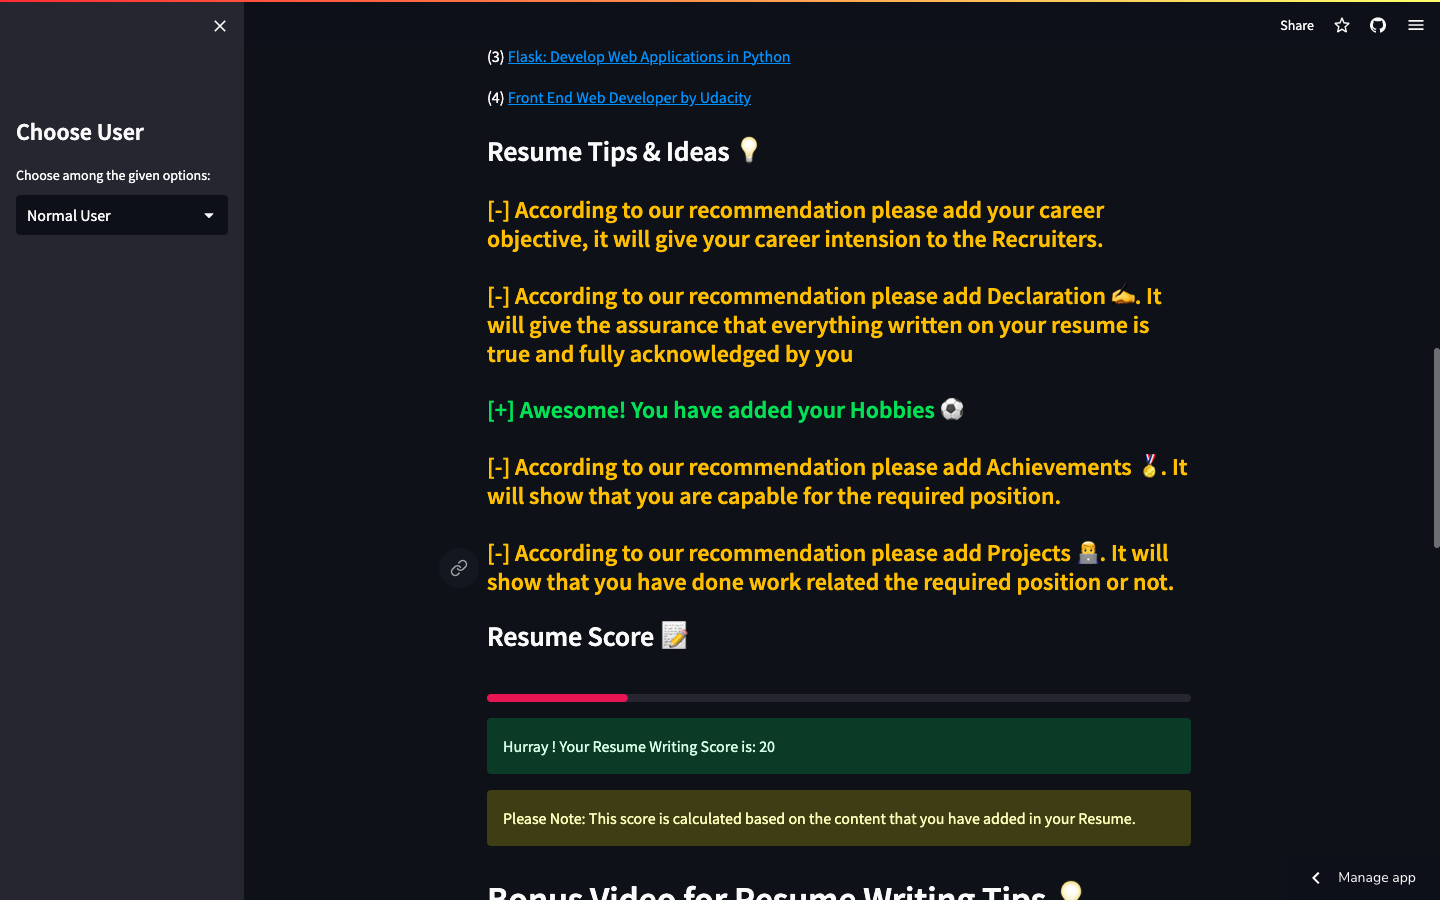 Share
(3) Flask: Develop Web Applications in Python
(4) Front End Web Developer by Udacity
Choose User
Choose among the given options:
Normal User
Resume Tips & Ideas
[-] According to our recommendation please add your career
objective, it will give your career intension to the Recruiters.
[-] According to our recommendation please add Declaration ✍. It
will give the assurance that everything written on your resume is
true and fully acknowledged by you
[+] Awesome! You have added your Hobbies ⚽
[-] According to our recommendation please add Achievements 🏅. It
will show that you are capable for the required position.
[-] According to our recommendation please add Projects 👨‍💻. It will
show that you have done work related the required position or not.
Resume Score 📝
Hurray ! Your Resume Writing Score is: 20
Please Note: This score is calculated based on the content that you have added in your Resume.
Bonus Video for Resume Writing Tips 💡
Manage app